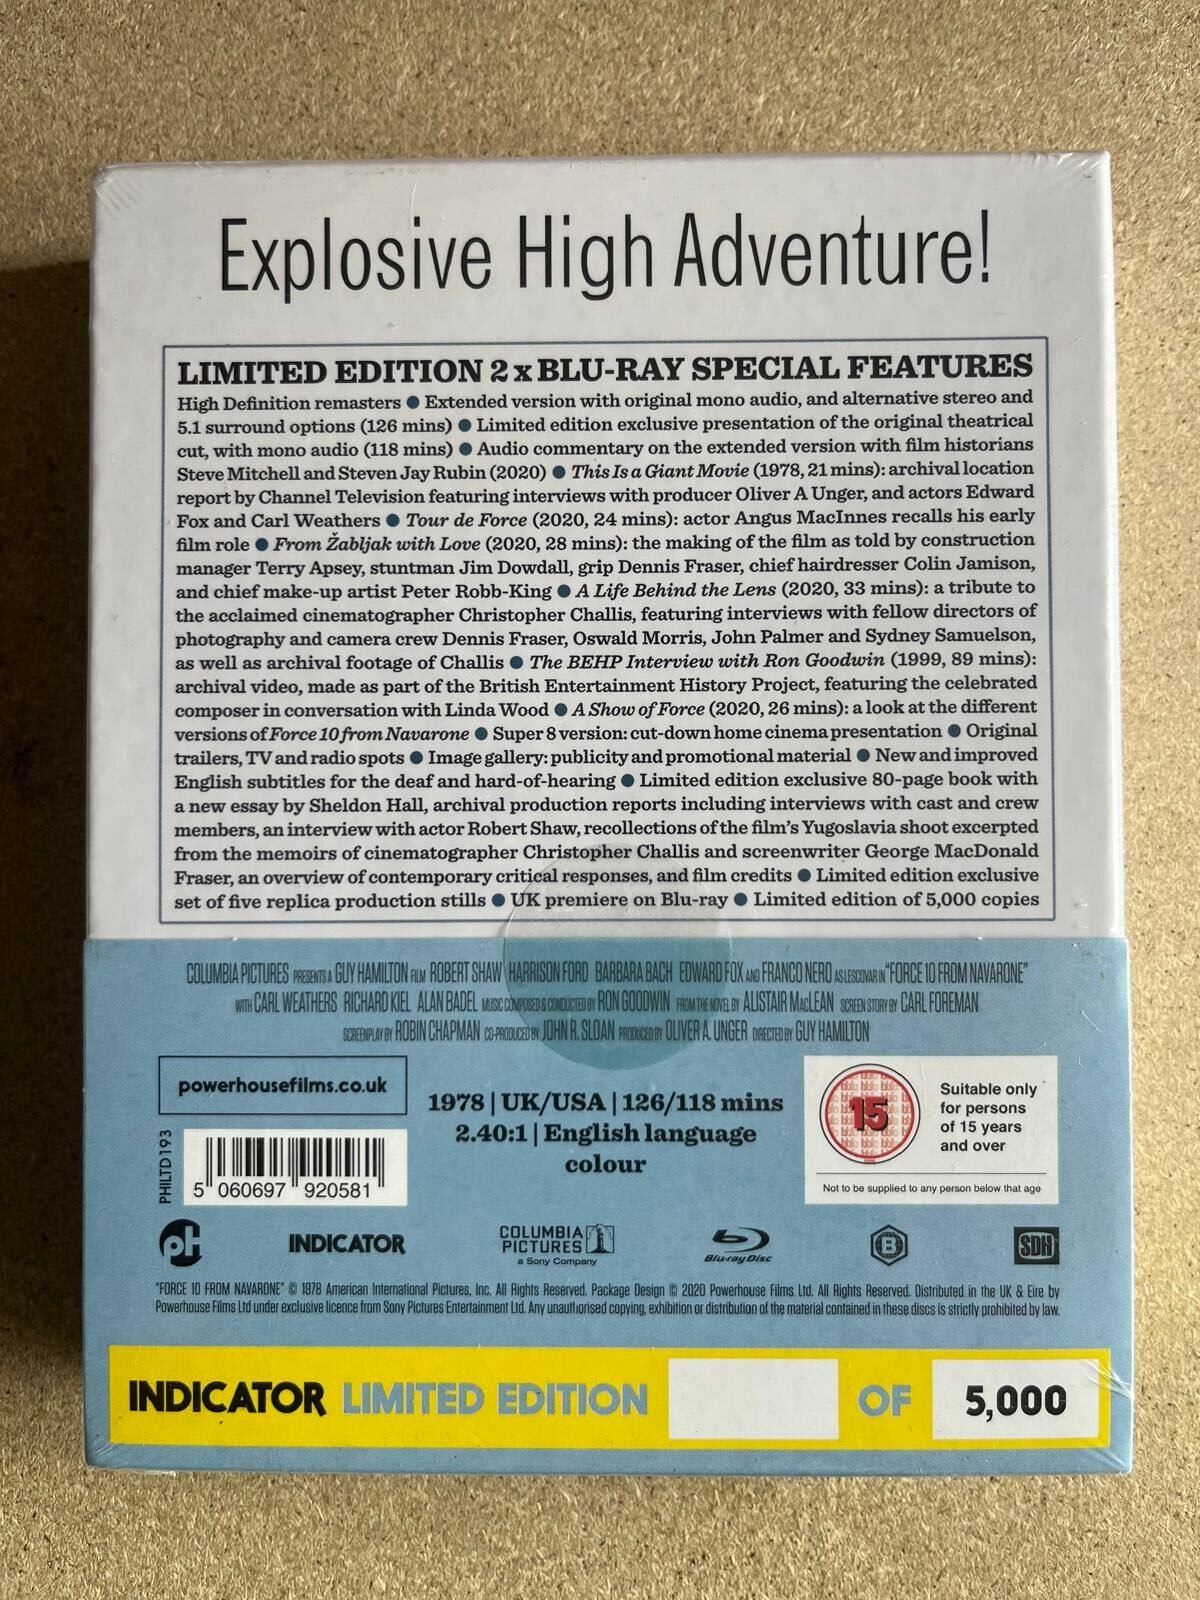 Explosive High Adventure!
LIMITED EDITION 2 x BLU-RAY SPECIAL FEATURES
High Definition remasters ● Extended version with original mono audio, and alternative stereo and
5.1 surround options (126 mins) ● Limited edition exclusive presentation of the original theatrical
cut, with mono audio (118 mins) ● Audio commentary on the extended version with film historians
Steve Mitchell and Steven Jay Rubin (2020) ● This Is a Giant Movie (1978, 21 mins): archival location
report by Channel Television featuring interviews with producer Oliver A Unger, and actors Edward
Fox and Carl Weathers ● Tour de Force (2020, 24 mins): actor Angus MacInnes recalls his early
film role ● From Žabljak with Love (2020, 28 mins): the making of the film as told by construction
manager Terry Apsey, stuntman Jim Dowdall, grip Dennis Fraser, chief hairdresser Colin Jamison,
and chief make-up artist Peter Robb-King ● A Life Behind the Lens (2020, 33 mins): a tribute to
the acclaimed cinematographer Christopher Challis, featuring interviews with fellow directors of
photography and camera crew Dennis Fraser, Oswald Morris, John Palmer and Sydney Samuelson,
as well as archival footage of Challis ● The BEHP Interview with Ron Goodwin (1999, 89 mins):
archival video, made as part of the British Entertainment History Project, featuring the celebrated
composer in conversation with Linda Wood ● A Show of Force (2020, 26 mins): a look at the different
versions of Force 10 from Navarone ● Super 8 version: cut-down home cinema presentation ● Original
trailers, TV and radio spots ● Image gallery: publicity and promotional material ● New and improved
English subtitles for the deaf and hard-of-hearing ● Limited edition exclusive 80-page book with
a new essay by Sheldon Hall, archival production reports including interviews with cast and crew
members, an interview with actor Robert Shaw, recollections of the film's Yugoslavia shoot excerpted
from the memoirs of cinematographer Christopher Challis and screenwriter George MacDonald
Fraser, an overview of contemporary critical responses, and film credits ● Limited edition exclusive
set of five replica production stills ● UK premiere on Blu-ray ● Limited edition of 5,000 copies
COLUMBIA PICTURES PRESENTS A GUY HAMILTON FILM ROBERT SHAW HARRISON FORD BARBARA BACH EDWARD FOX AND FRANCO NERO AS LESCOVAR IN "FORCE 10 FROM NAVARONE"
WITH CARL WEATHERS RICHARD KIEL ALAN BADEL MUSIC COMPOSED & CONDUCTED BY RON GOODWIN FROM THE NOVEL BY ALISTAIR MacLEAN SCREEN STORY BY CARL FOREMAN
SCREENPLAY BY ROBIN CHAPMAN CO-PRODUCED BY JOHN R. SLOAN PRODUCED BY OLIVER A. UNGER DIRECTED BY GUY HAMILTON
powerhousefilms.co.uk
1978 | UK/USA | 126/118 mins
2.40:1 | English language
colour
15
Suitable only
for persons
of 15 years
and over
Not to be supplied to any person below that age
PHILTD193
5 060697 920581
pH
INDICATOR
COLUMBIA
PICTURES
a Sony Company
Blu-ray Disc
B
SDH
"FORCE 10 FROM NAVARONE" © 1978 American International Pictures, Inc. All Rights Reserved. Package Design © 2020 Powerhouse Films Ltd. All Rights Reserved. Distributed in the UK & Eire by
Powerhouse Films Ltd under exclusive licence from Sony Pictures Entertainment Ltd. Any unauthorised copying, exhibition or distribution of the material contained in these discs is strictly prohibited by law.
INDICATOR LIMITED EDITION OF 5,000